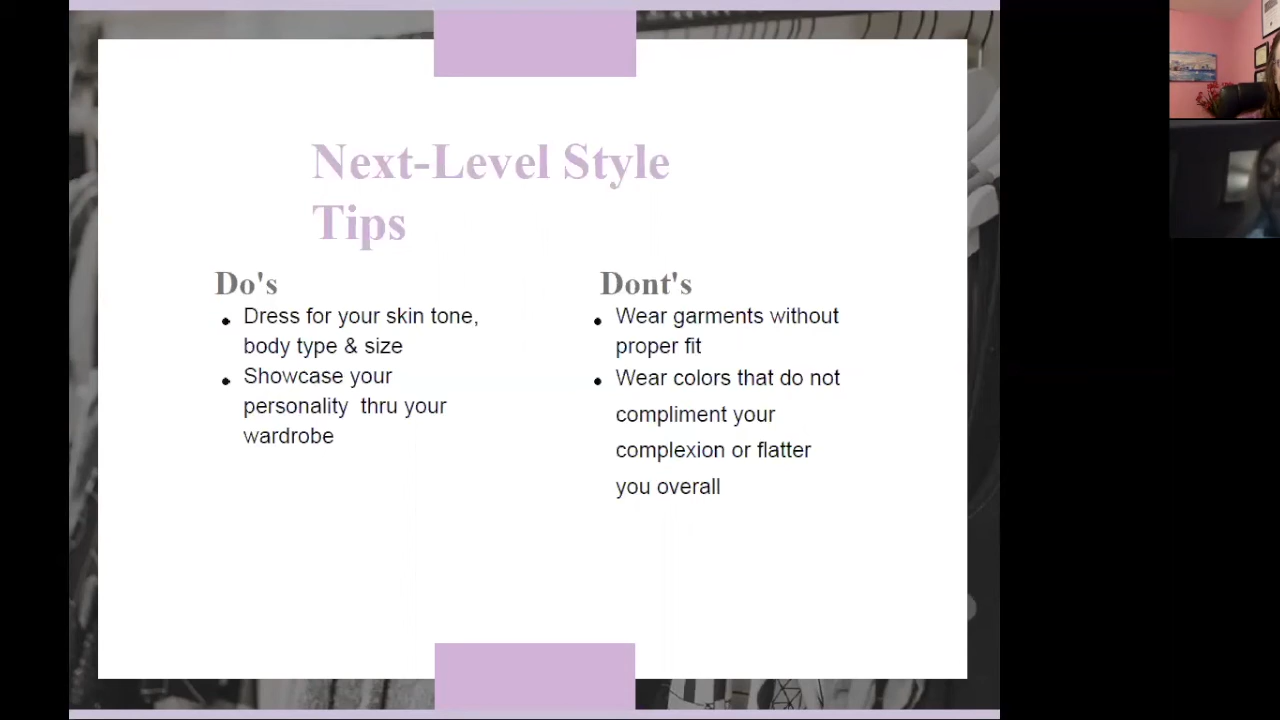 Next-Level Style
Tips
Do's
Dress for your skin tone,
body type & size
Showcase your
personality thru your
wardrobe
Dont's
Wear garments without
proper fit
Wear colors that do not
compliment your
complexion or flatter
you overall